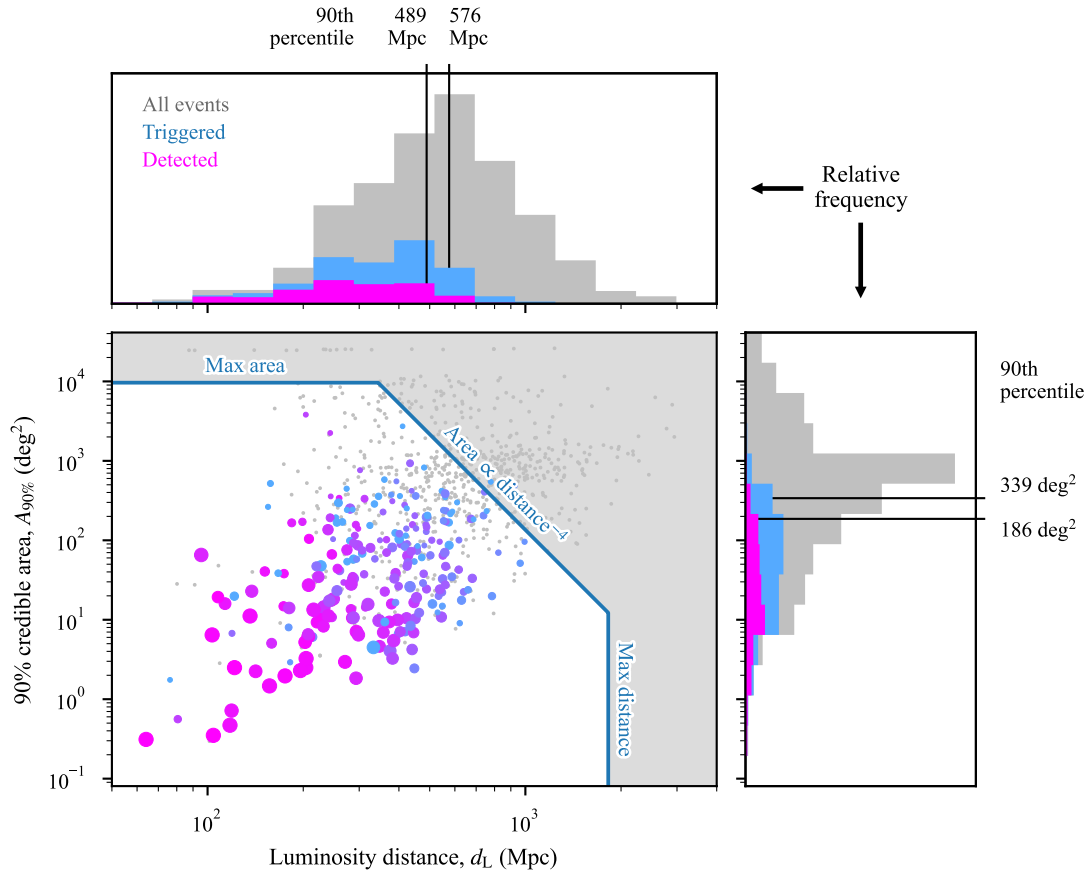 90th
percentile
489
Mpc
576
Mpc
All events
Triggered
Detected
Relative
frequency
Max area
Area ∝ distance⁻⁴
Max distance
10⁴
10³
10²
10¹
10⁰
10⁻¹
90% credible area, A₉₀% (deg²)
10²
10³
Luminosity distance, d_L (Mpc)
90th
percentile
339 deg²
186 deg²